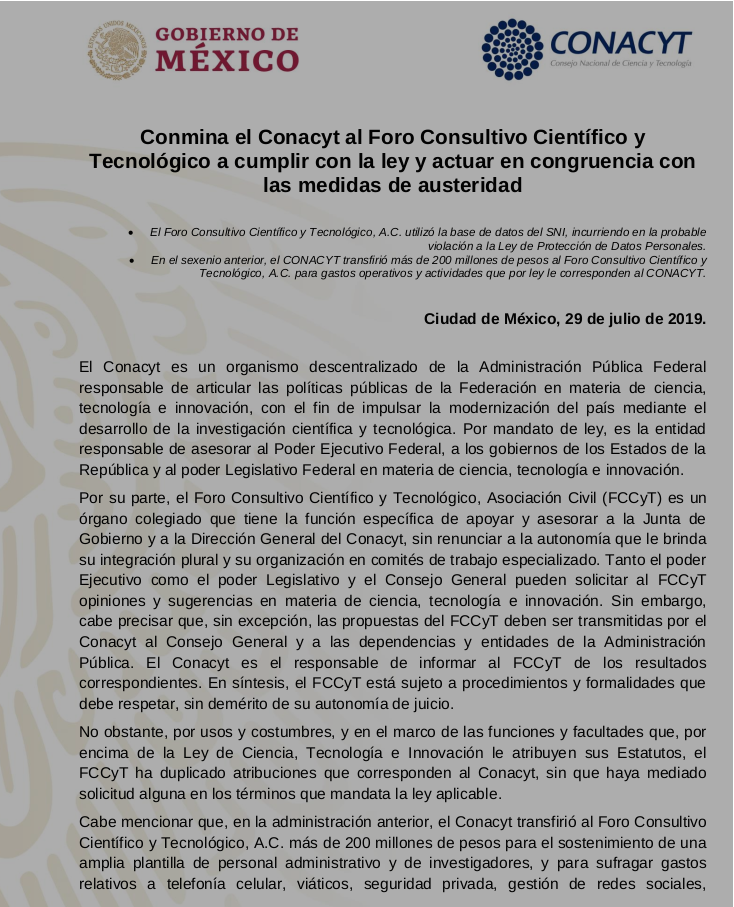 ESTADOS UNIDOS MEXICANOS
GOBIERNO DE
MÉXICO
CONACYT
Consejo Nacional de Ciencia y Tecnología
Conmina el Conacyt al Foro Consultivo Científico y
Tecnológico a cumplir con la ley y actuar en congruencia con
las medidas de austeridad
• El Foro Consultivo Científico y Tecnológico, A.C. utilizó la base de datos del SNI, incurriendo en la probable
violación a la Ley de Protección de Datos Personales.
• En el sexenio anterior, el CONACYT transfirió más de 200 millones de pesos al Foro Consultivo Científico y
Tecnológico, A.C. para gastos operativos y actividades que por ley le corresponden al CONACYT.
Ciudad de México, 29 de julio de 2019.
El Conacyt es un organismo descentralizado de la Administración Pública Federal
responsable de articular las políticas públicas de la Federación en materia de ciencia,
tecnología e innovación, con el fin de impulsar la modernización del país mediante el
desarrollo de la investigación científica y tecnológica. Por mandato de ley, es la entidad
responsable de asesorar al Poder Ejecutivo Federal, a los gobiernos de los Estados de la
República y al poder Legislativo Federal en materia de ciencia, tecnología e innovación.
Por su parte, el Foro Consultivo Científico y Tecnológico, Asociación Civil (FCCyT) es un
órgano colegiado que tiene la función específica de apoyar y asesorar a la Junta de
Gobierno y a la Dirección General del Conacyt, sin renunciar a la autonomía que le brinda
su integración plural y su organización en comités de trabajo especializado. Tanto el poder
Ejecutivo como el poder Legislativo y el Consejo General pueden solicitar al FCCyT
opiniones y sugerencias en materia de ciencia, tecnología e innovación. Sin embargo,
cabe precisar que, sin excepción, las propuestas del FCCyT deben ser transmitidas por el
Conacyt al Consejo General y a las dependencias y entidades de la Administración
Pública. El Conacyt es el responsable de informar al FCCyT de los resultados
correspondientes. En síntesis, el FCCyT está sujeto a procedimientos y formalidades que
debe respetar, sin demérito de su autonomía de juicio.
No obstante, por usos y costumbres, y en el marco de las funciones y facultades que, por
encima de la Ley de Ciencia, Tecnología e Innovación le atribuyen sus Estatutos, el
FCCyT ha duplicado atribuciones que corresponden al Conacyt, sin que haya mediado
solicitud alguna en los términos que mandata la ley aplicable.
Cabe mencionar que, en la administración anterior, el Conacyt transfirió al Foro Consultivo
Científico y Tecnológico, A.C. más de 200 millones de pesos para el sostenimiento de una
amplia plantilla de personal administrativo y de investigadores, y para sufragar gastos
relativos a telefonía celular, viáticos, seguridad privada, gestión de redes sociales,